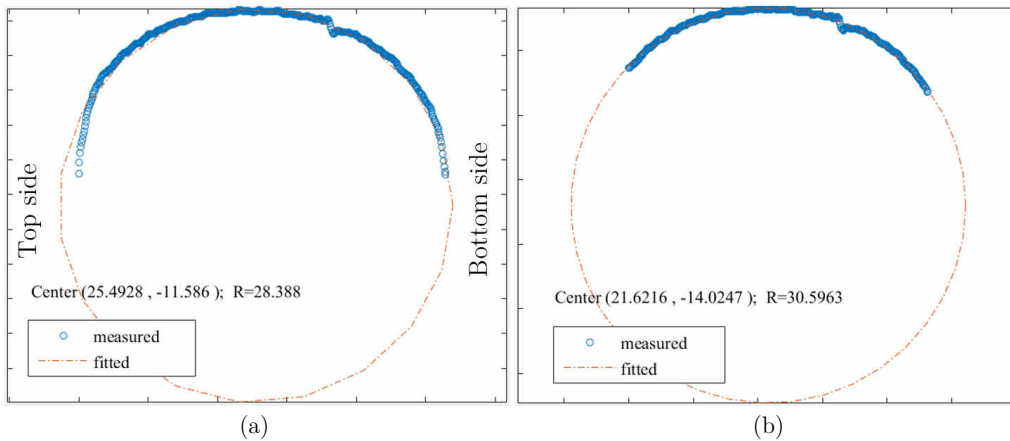 Top side
Center (25.4928 , -11.586 ); R=28.388
measured
fitted
(a)
Bottom side
Center (21.6216 , -14.0247); R=30.5963
measured
fitted
(b)